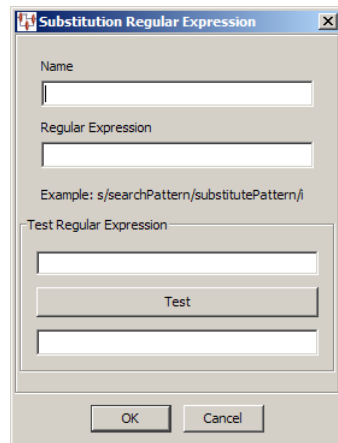 Substitution Regular Expression
Name
Regular Expression
Example: s/searchPattern/substitutePattern/i
Test Regular Expression
Test
OK Cancel